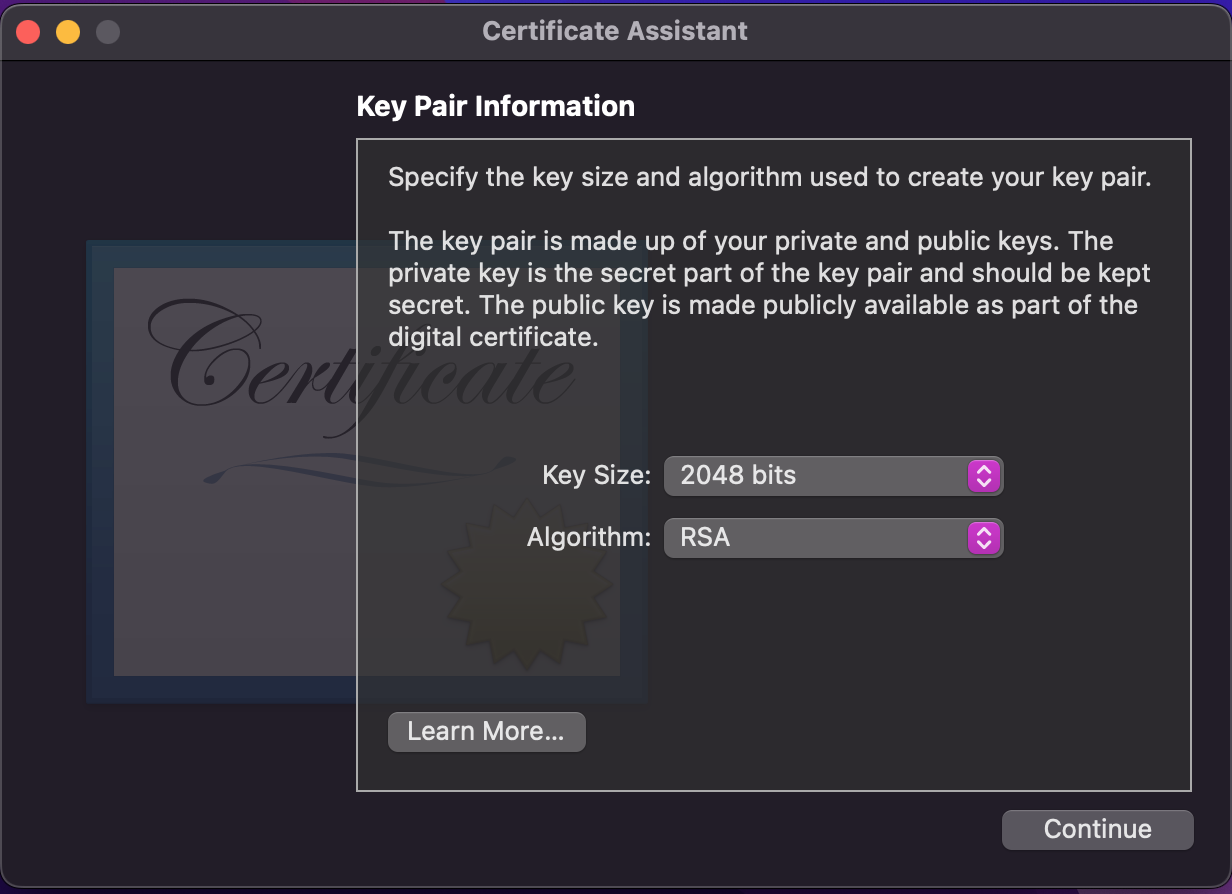 Certificate Assistant
Key Pair Information
Specify the key size and algorithm used to create your key pair.
The key pair is made up of your private and public keys. The
private key is the secret part of the key pair and should be kept
secret. The public key is made publicly available as part of the
digital certificate.
Certificate
Key Size: 2048 bits
Algorithm: RSA
Learn More...
Continue